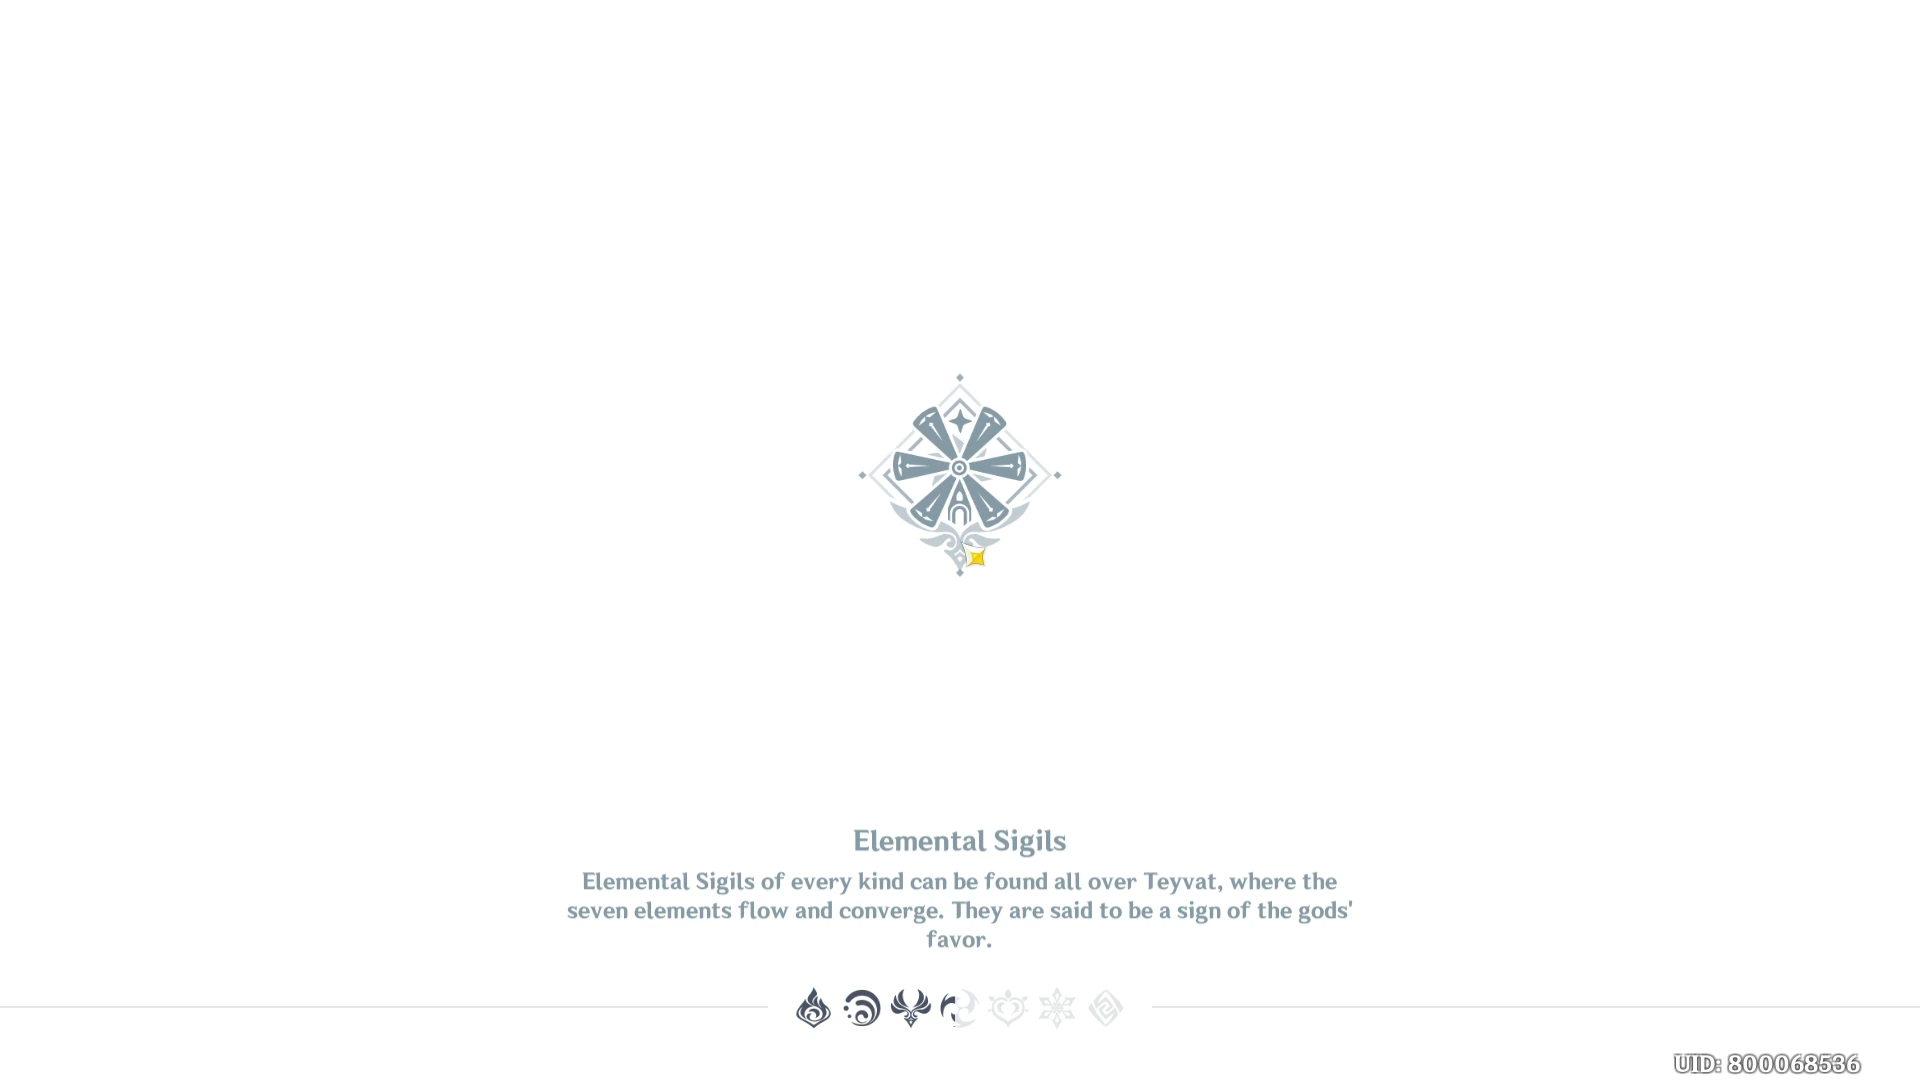 Elemental Sigils
Elemental Sigils of every kind can be found all over Teyvat, where the
seven elements flow and converge. They are said to be a sign of the gods'
favor.
UID: 800068536